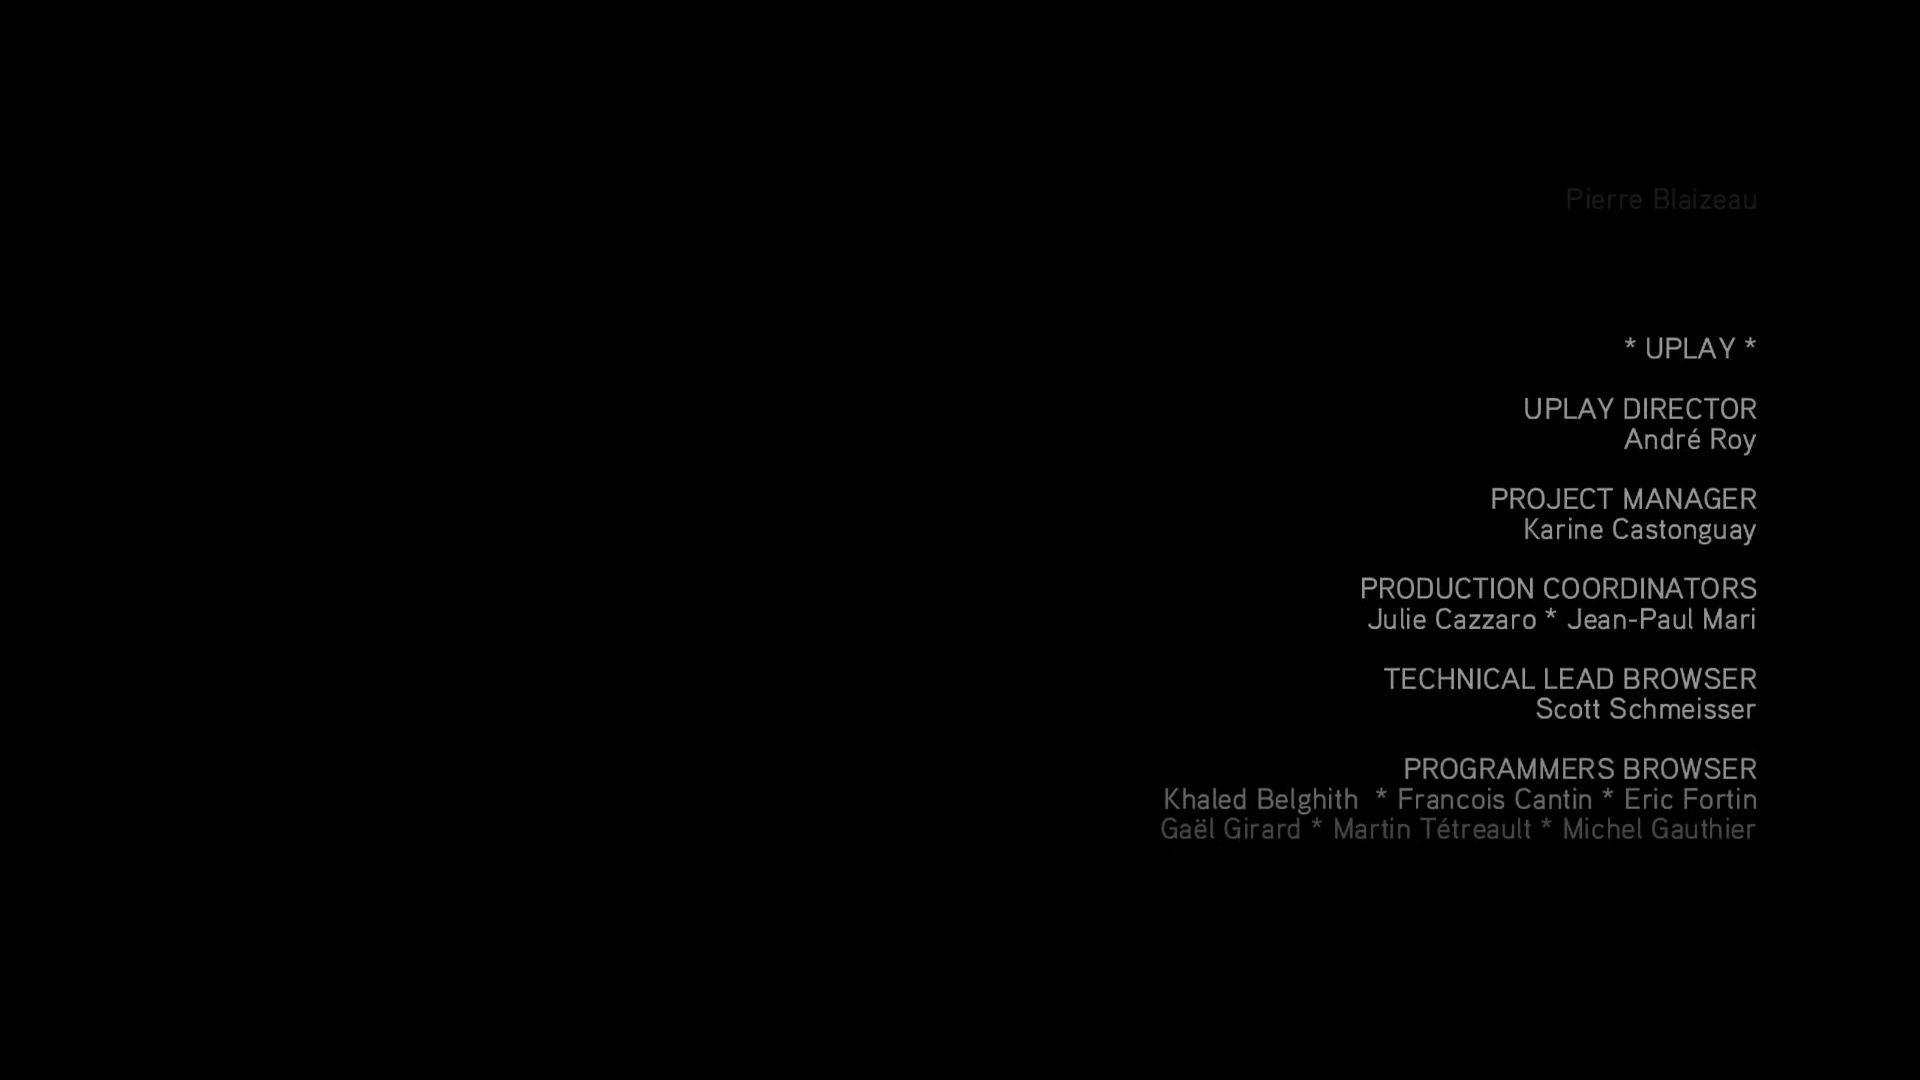 Pierre Blaizeau
* UPLAY *
UPLAY DIRECTOR
André Roy
PROJECT MANAGER
Karine Castonguay
PRODUCTION COORDINATORS
Julie Cazzaro * Jean-Paul Mari
TECHNICAL LEAD BROWSER
Scott Schmeisser
PROGRAMMERS BROWSER
Khaled Belghith  * Francois Cantin * Eric Fortin
Gaël Girard * Martin Tétreault * Michel Gauthier